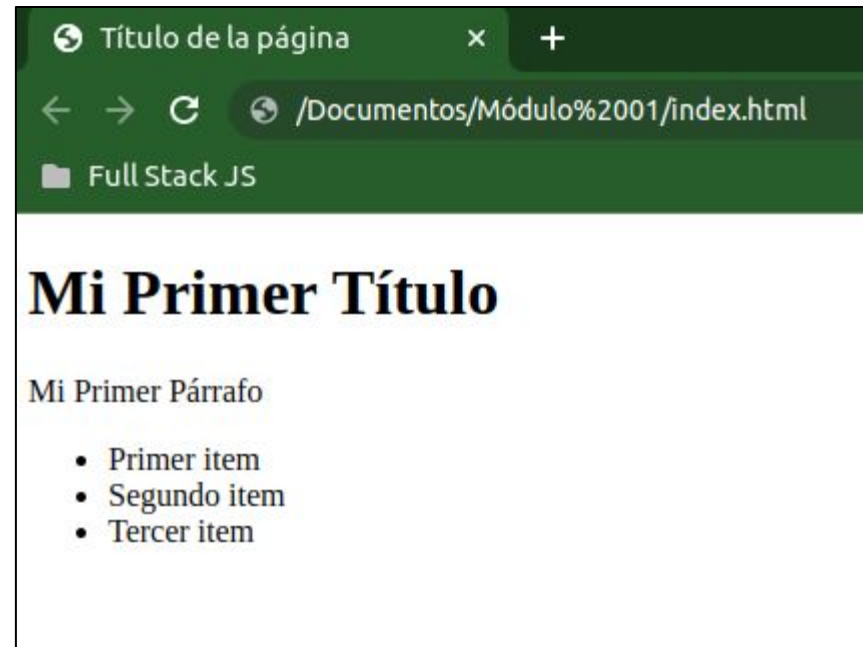 Título de la página
/Documentos/Módulo%2001/index.html
Full Stack JS
Mi Primer Título
Mi Primer Párrafo
Primer item
Segundo item
Tercer item